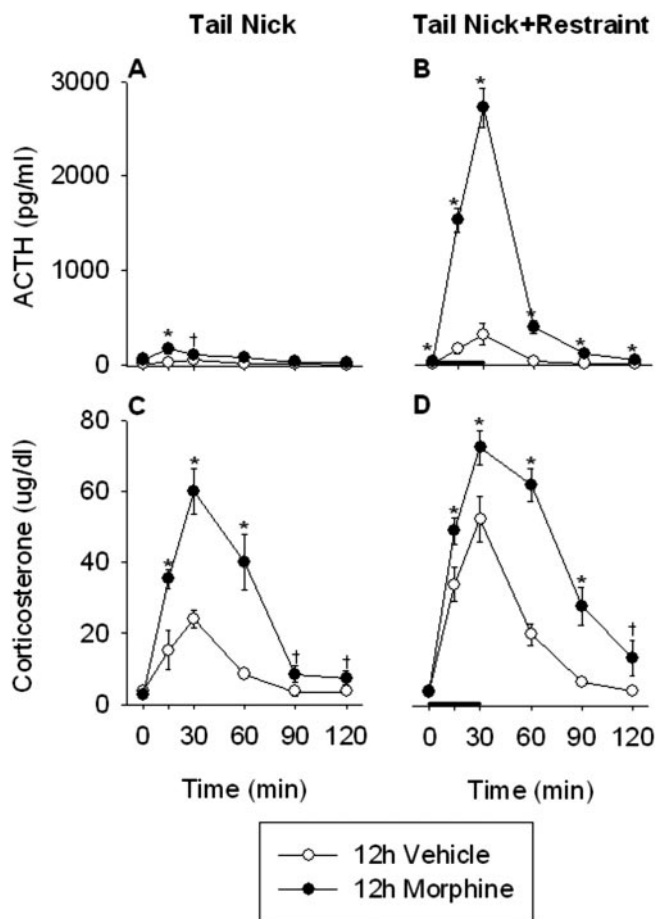 Tail Nick
Tail Nick+Restraint
A
B
ACTH (pg/ml)
3000
2000
1000
0
*
†
*
*
*
*
*
*
C
D
Corticosterone (ug/dl)
80
60
40
20
0
*
*
*
†
†
*
*
*
*
†
0 30 60 90 120
0 30 60 90 120
Time (min)
Time (min)
12h Vehicle
12h Morphine